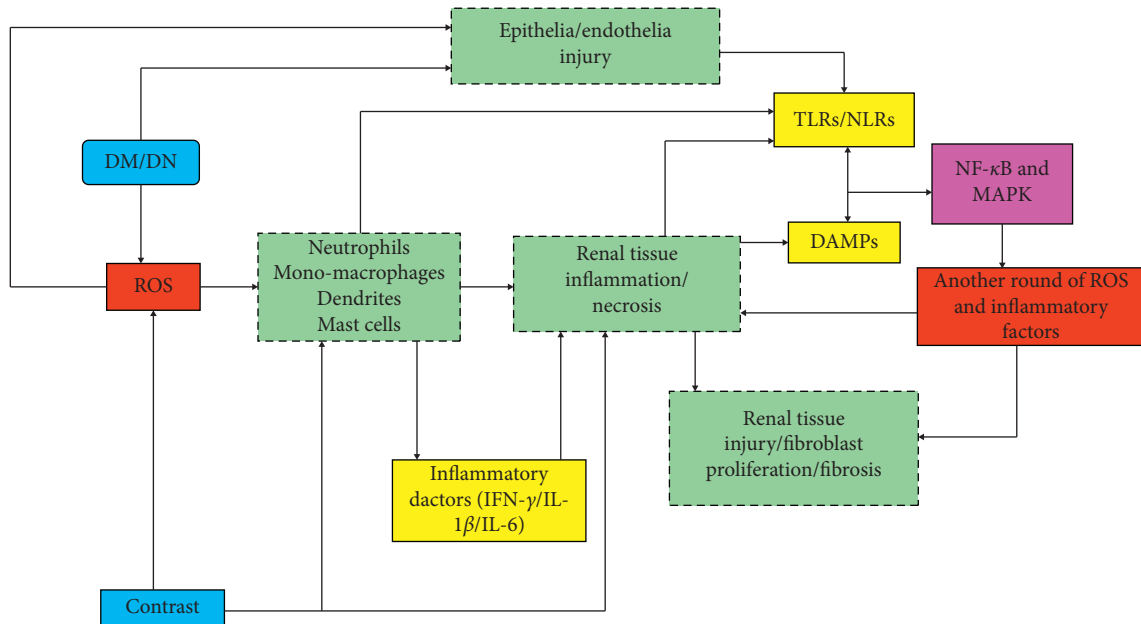 Epithelia/endothelia
injury
TLRs/NLRs
DM/DN
NF-κB and
MAPK
DAMPs
Neutrophils
Mono-macrophages
Dendrites
Mast cells
Renal tissue
inflammation/
necrosis
ROS
Another round of ROS
and inflammatory
factors
Renal tissue
injury/fibroblast
proliferation/fibrosis
Inflammatory
dactors (IFN-γ/IL-
1β/IL-6)
Contrast